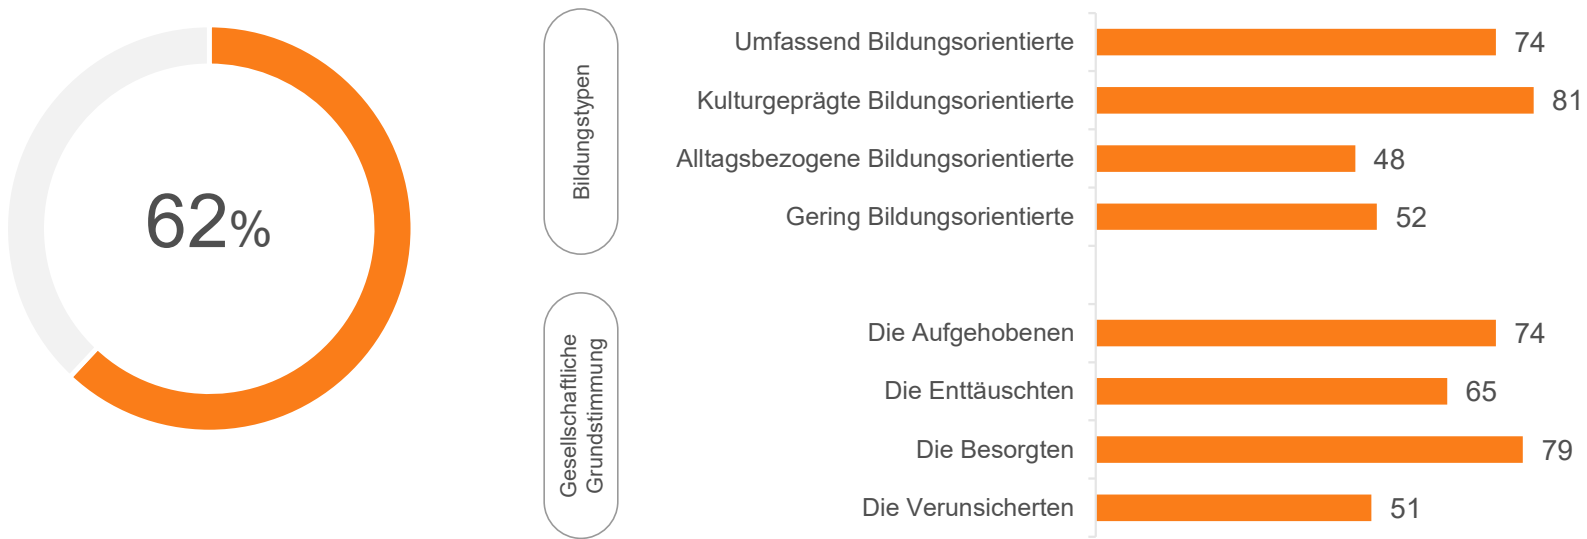 62%
Bildungstypen
Umfassend Bildungsorientierte 74
Kulturgeprägte Bildungsorientierte 81
Alltagsbezogene Bildungsorientierte 48
Gering Bildungsorientierte 52
Gesellschaftliche
Grundstimmung
Die Aufgehobenen 74
Die Enttäuschten 65
Die Besorgten 79
Die Verunsicherten 51